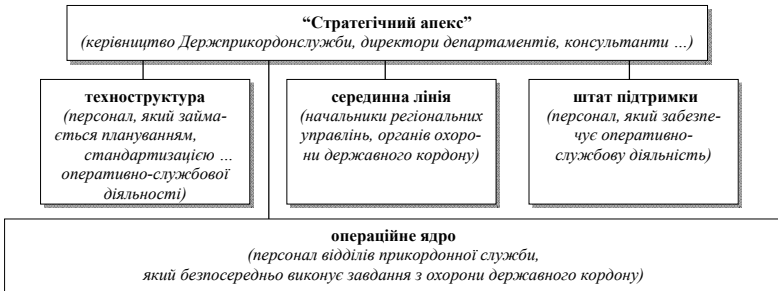 “Стратегічний апекс”
(керівництво Держприкордонслужби, директори департаментів, консультанти ...)
техноструктура
(персонал, який займа-
ється плануванням,
стандартизацією ...
оперативно-службової
діяльності)
серединна лінія
(начальники регіональних
управлінь, органів охоро-
ни державного кордону)
штат підтримки
(персонал, який забезпе-
чує оперативно-
службову діяльність)
операційне ядро
(персонал відділів прикордонної служби,
який безпосередньо виконує завдання з охорони державного кордону)